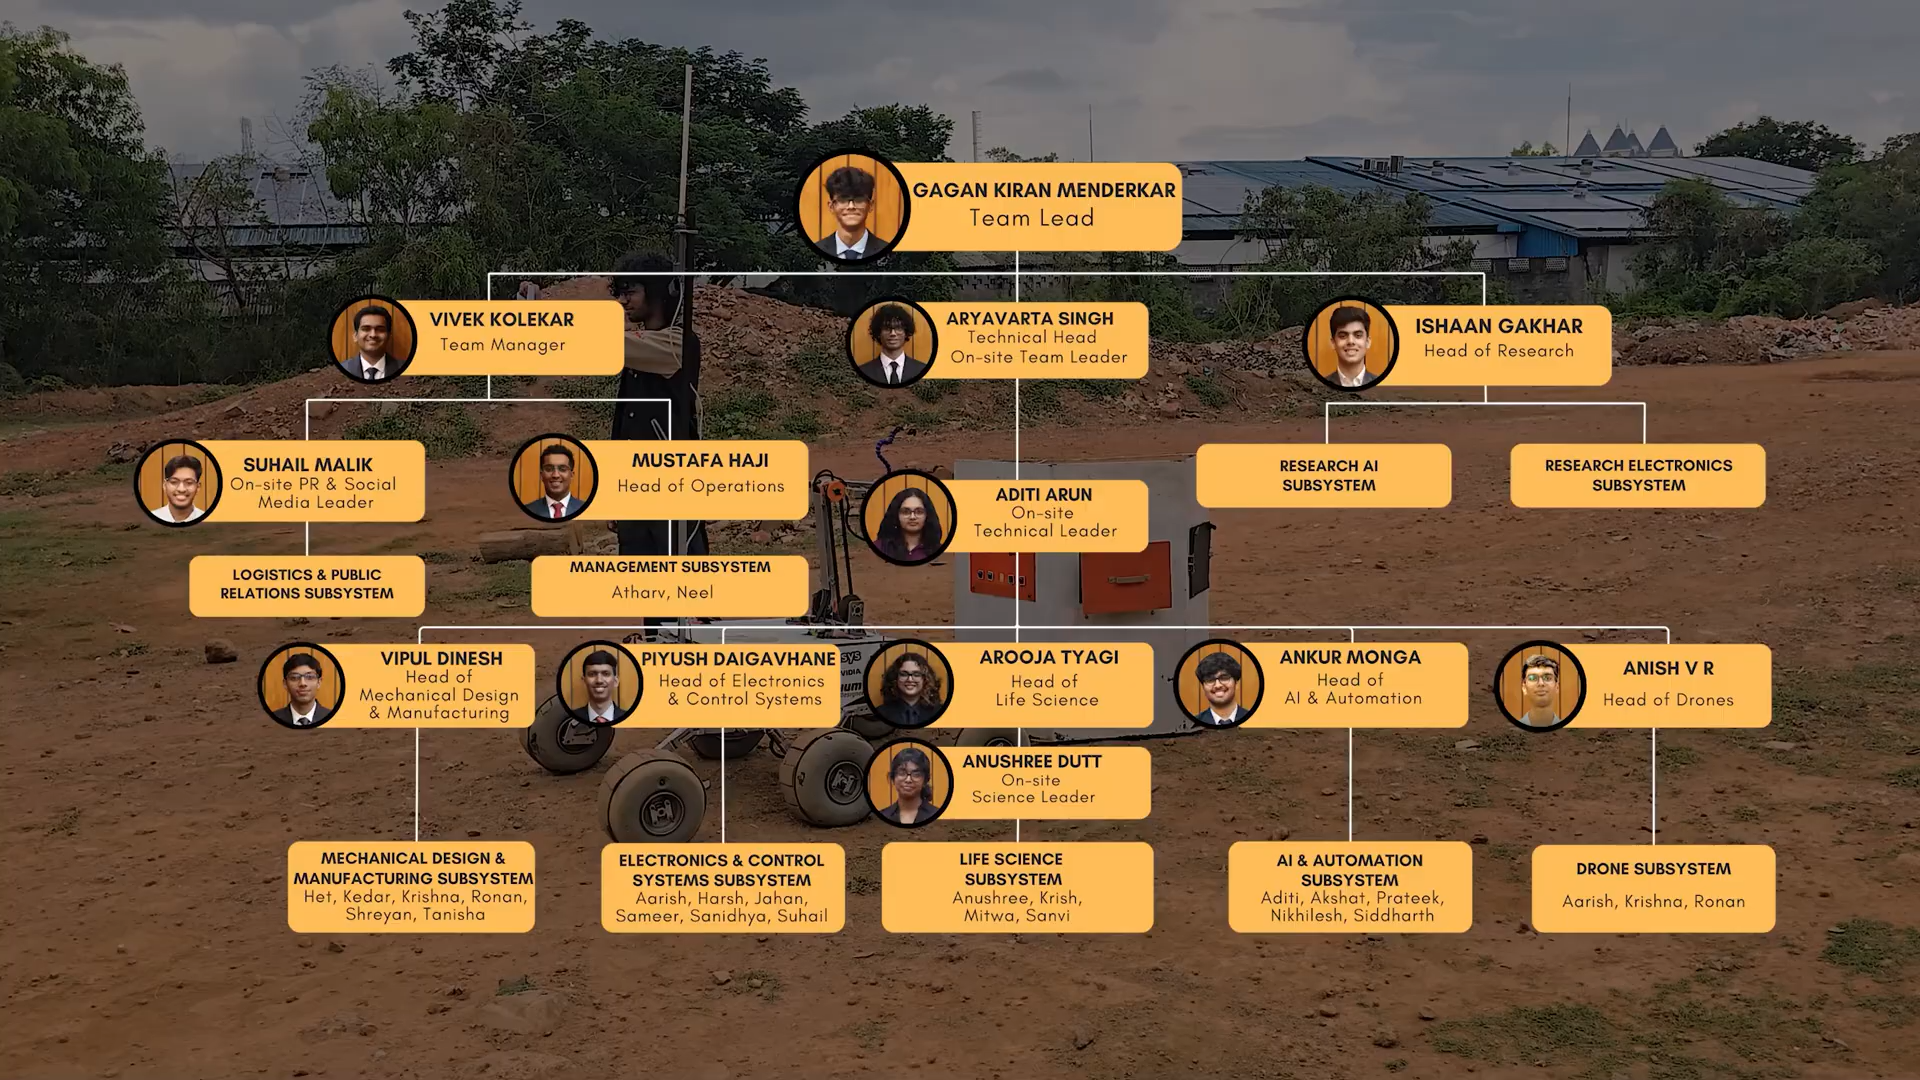 GAGAN KIRAN MENDERKAR
Team Lead
VIVEK KOLEKAR
Team Manager
ARYAVARTA SINGH
Technical Head
On-site Team Leader
ISHAAN GAKHAR
Head of Research
SUHAIL MALIK
On-site PR & Social
Media Leader
MUSTAFA HAJI
Head of Operations
ADITI ARUN
On-site
Technical Leader
RESEARCH AI
SUBSYSTEM
RESEARCH ELECTRONICS
SUBSYSTEM
LOGISTICS & PUBLIC
RELATIONS SUBSYSTEM
MANAGEMENT SUBSYSTEM
Atharv, Neel
VIPUL DINESH
Head of
Mechanical Design
& Manufacturing
PIYUSH DAIGAVHANE
Head of Electronics
& Control Systems
AROOJA TYAGI
Head of
Life Science
ANKUR MONGA
Head of
AI & Automation
ANISH V R
Head of Drones
ANUSHREE DUTT
On-site
Science Leader
MECHANICAL DESIGN &
MANUFACTURING SUBSYSTEM
Het, Kedar, Krishna, Ronan,
Shreyan, Tanisha
ELECTRONICS & CONTROL
SYSTEMS SUBSYSTEM
Aarish, Harsh, Jahan,
Sameer, Sanidhya, Suhail
LIFE SCIENCE
SUBSYSTEM
Anushree, Krish,
Mitwa, Sanvi
AI & AUTOMATION
SUBSYSTEM
Aditi, Akshat, Prateek,
Nikhilesh, Siddharth
DRONE SUBSYSTEM
Aarish, Krishna, Ronan